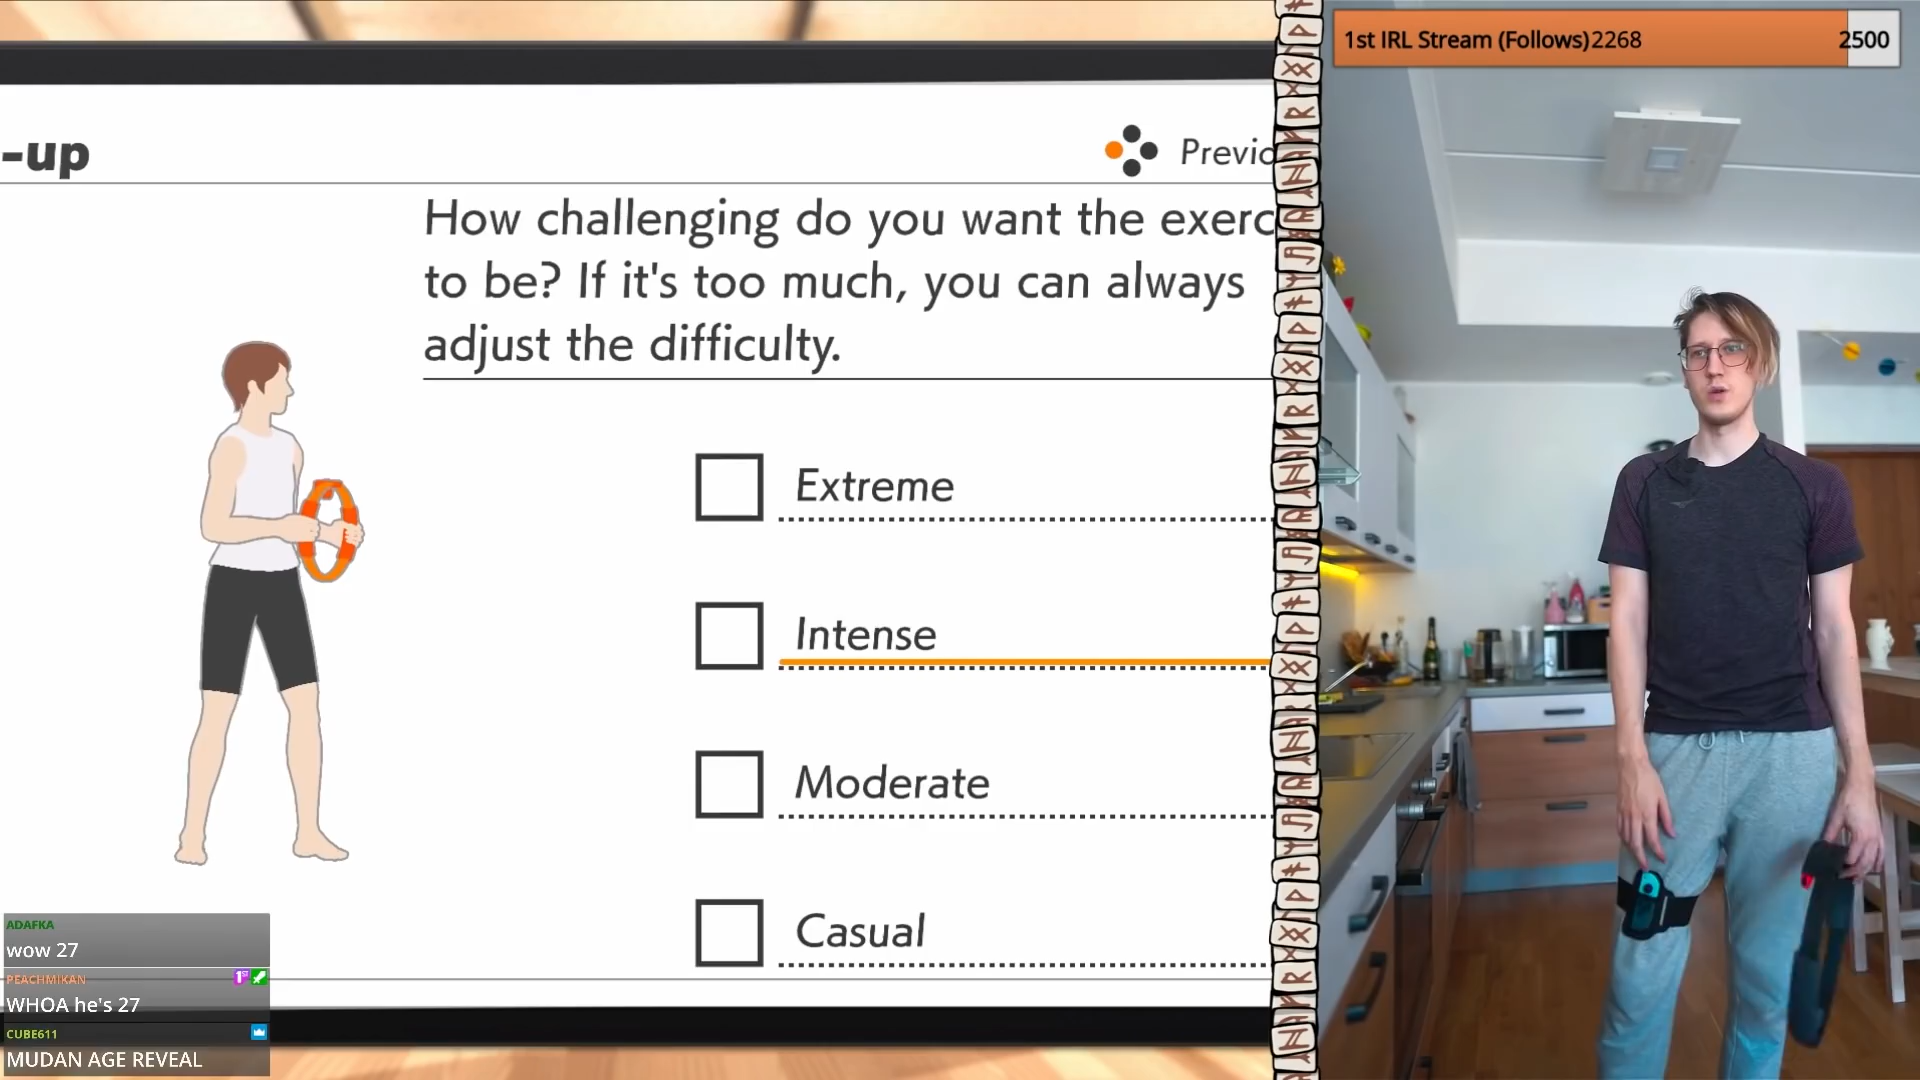 1st IRL Stream (Follows) 2268
2500
-up
Previo
How challenging do you want the exerc
to be? If it's too much, you can always
adjust the difficulty.
Extreme
Intense
Moderate
Casual
ADAFKA
wow 27
PEACHMIKAN
WHOA he's 27
CUBE611
MUDAN AGE REVEAL